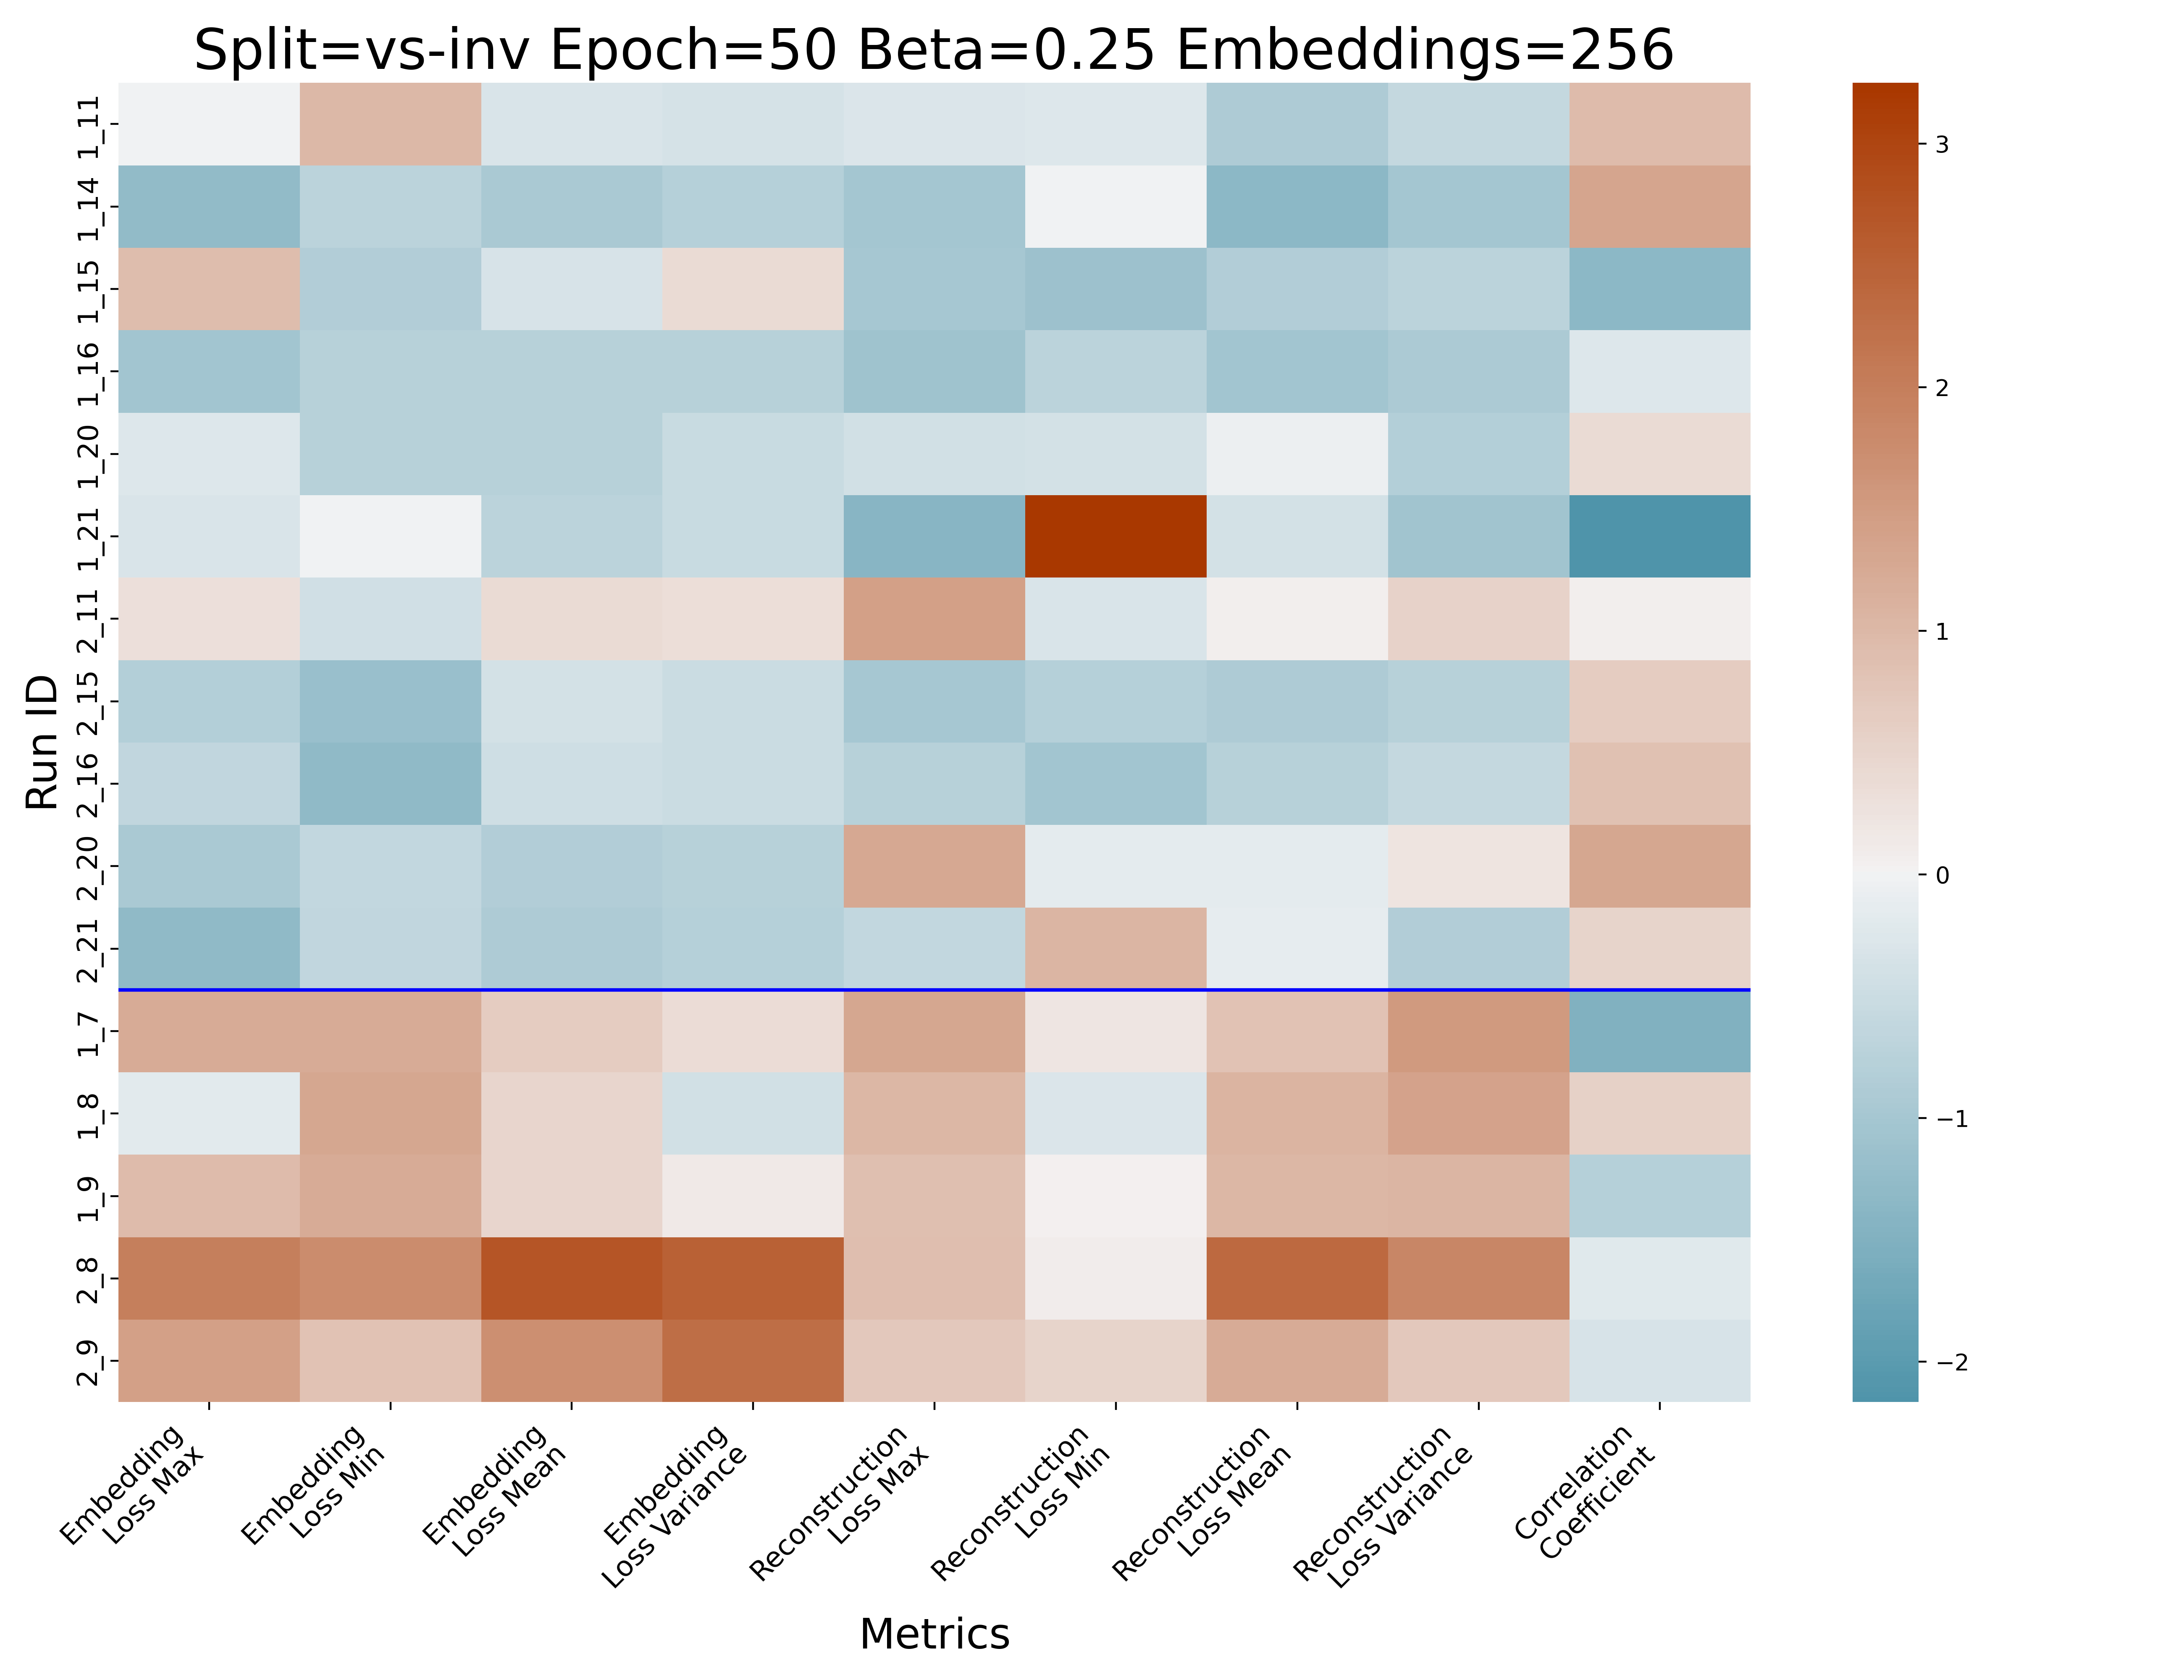 Split=vs-inv Epoch=50 Beta=0.25 Embeddings=256
Run ID
1_11
1_14
1_15
1_16
1_20
1_21
2_11
2_15
2_16
2_20
2_21
1_7
1_8
1_9
2_8
2_9
Embedding
Loss Max
Embedding
Loss Min
Embedding
Loss Mean
Embedding
Loss Variance
Reconstruction
Loss Max
Reconstruction
Loss Min
Reconstruction
Loss Mean
Reconstruction
Loss Variance
Correlation
Coefficient
Metrics
3
2
1
0
−1
−2